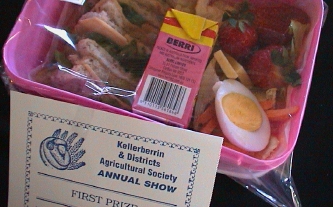 BERRI
Kellerberrin
& Districts
Agricultural Society
ANNUAL SHOW
FIRST PRIZE